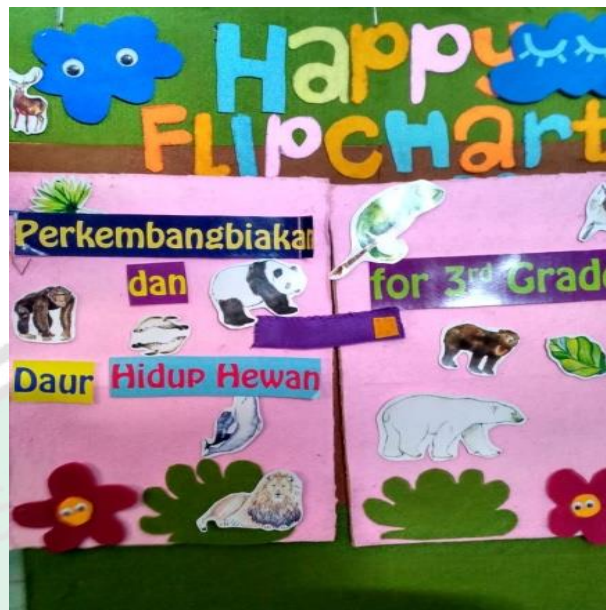 Happy
FLipcHart
Perkembangbiakan
dan
Daur Hidup Hewan
for 3rd Grade